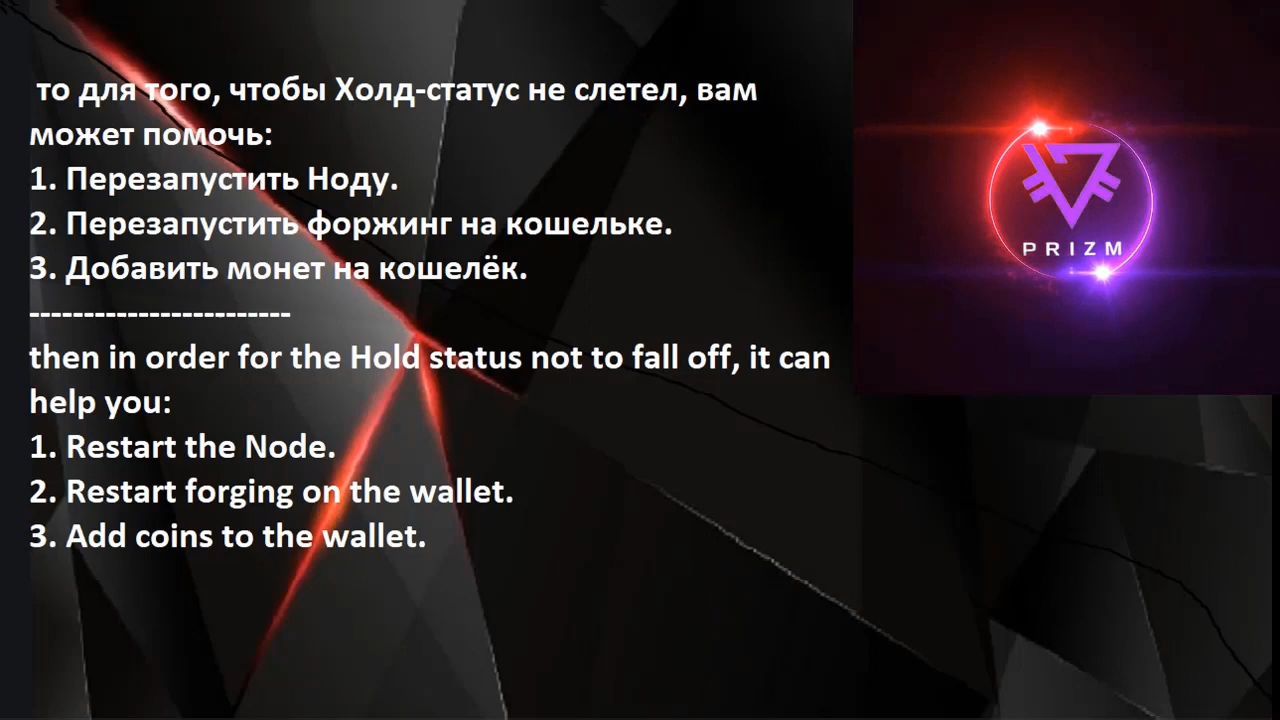 то для того, чтобы Холд-статус не слетел, вам
может помочь:
1. Перезапустить Ноду.
2. Перезапустить форжинг на кошельке.
3. Добавить монет на кошелёк.
------------------------
then in order for the Hold status not to fall off, it can
help you:
1. Restart the Node.
2. Restart forging on the wallet.
3. Add coins to the wallet.
PRIZM